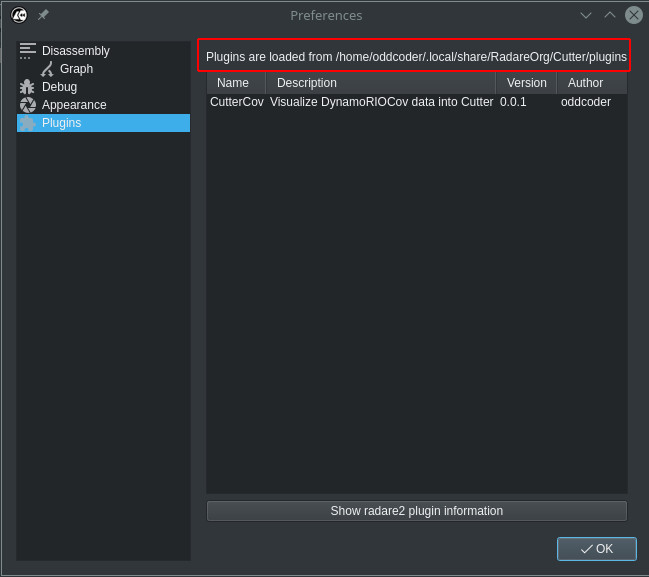 Preferences
Disassembly
Graph
Debug
Appearance
Plugins
Plugins are loaded from /home/oddcoder/.local/share/RadareOrg/Cutter/plugins
Name Description Version Author
CutterCov Visualize DynamoRIOCov data into Cutter 0.0.1 oddcoder
Show radare2 plugin information
OK